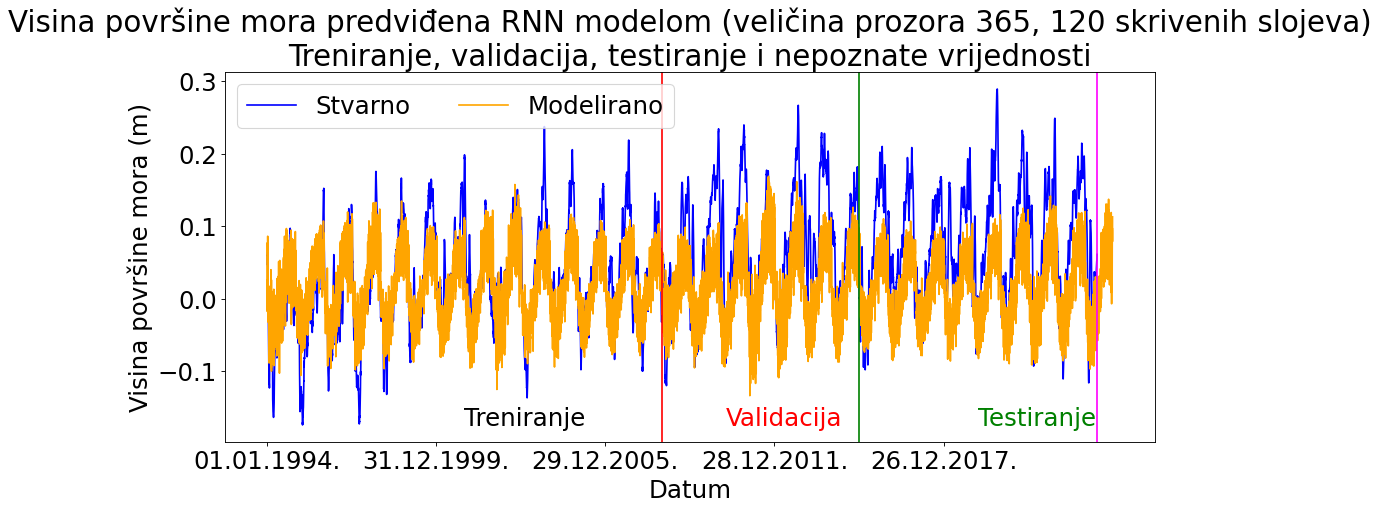 Visina površine mora predviđena RNN modelom (veličina prozora 365, 120 skrivenih slojeva)
Treniranje, validacija, testiranje i nepoznate vrijednosti
Stvarno Modelirano
Visina površine mora (m)
0.3
0.2
0.1
0.0
−0.1
Treniranje Validacija Testiranje
01.01.1994. 31.12.1999. 29.12.2005. 28.12.2011. 26.12.2017.
Datum